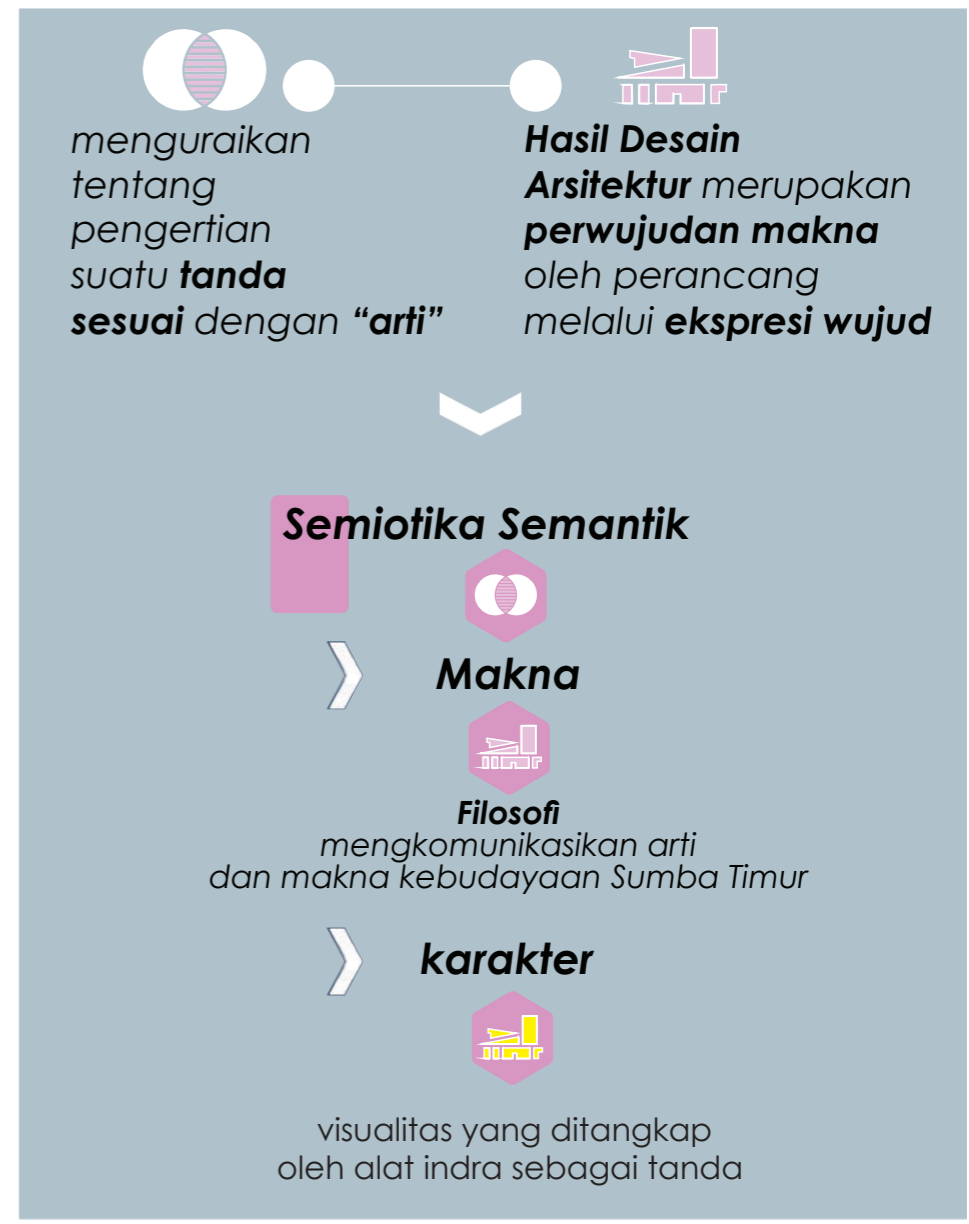 menguraikan
tentang
pengertian
suatu tanda
sesuai dengan “arti”
Hasil Desain
Arsitektur merupakan
perwujudan makna
oleh perancang
melalui ekspresi wujud
Semiotika Semantik
Makna
Filosofi
mengkomunikasikan arti
dan makna kebudayaan Sumba Timur
karakter
visualitas yang ditangkap
oleh alat indra sebagai tanda